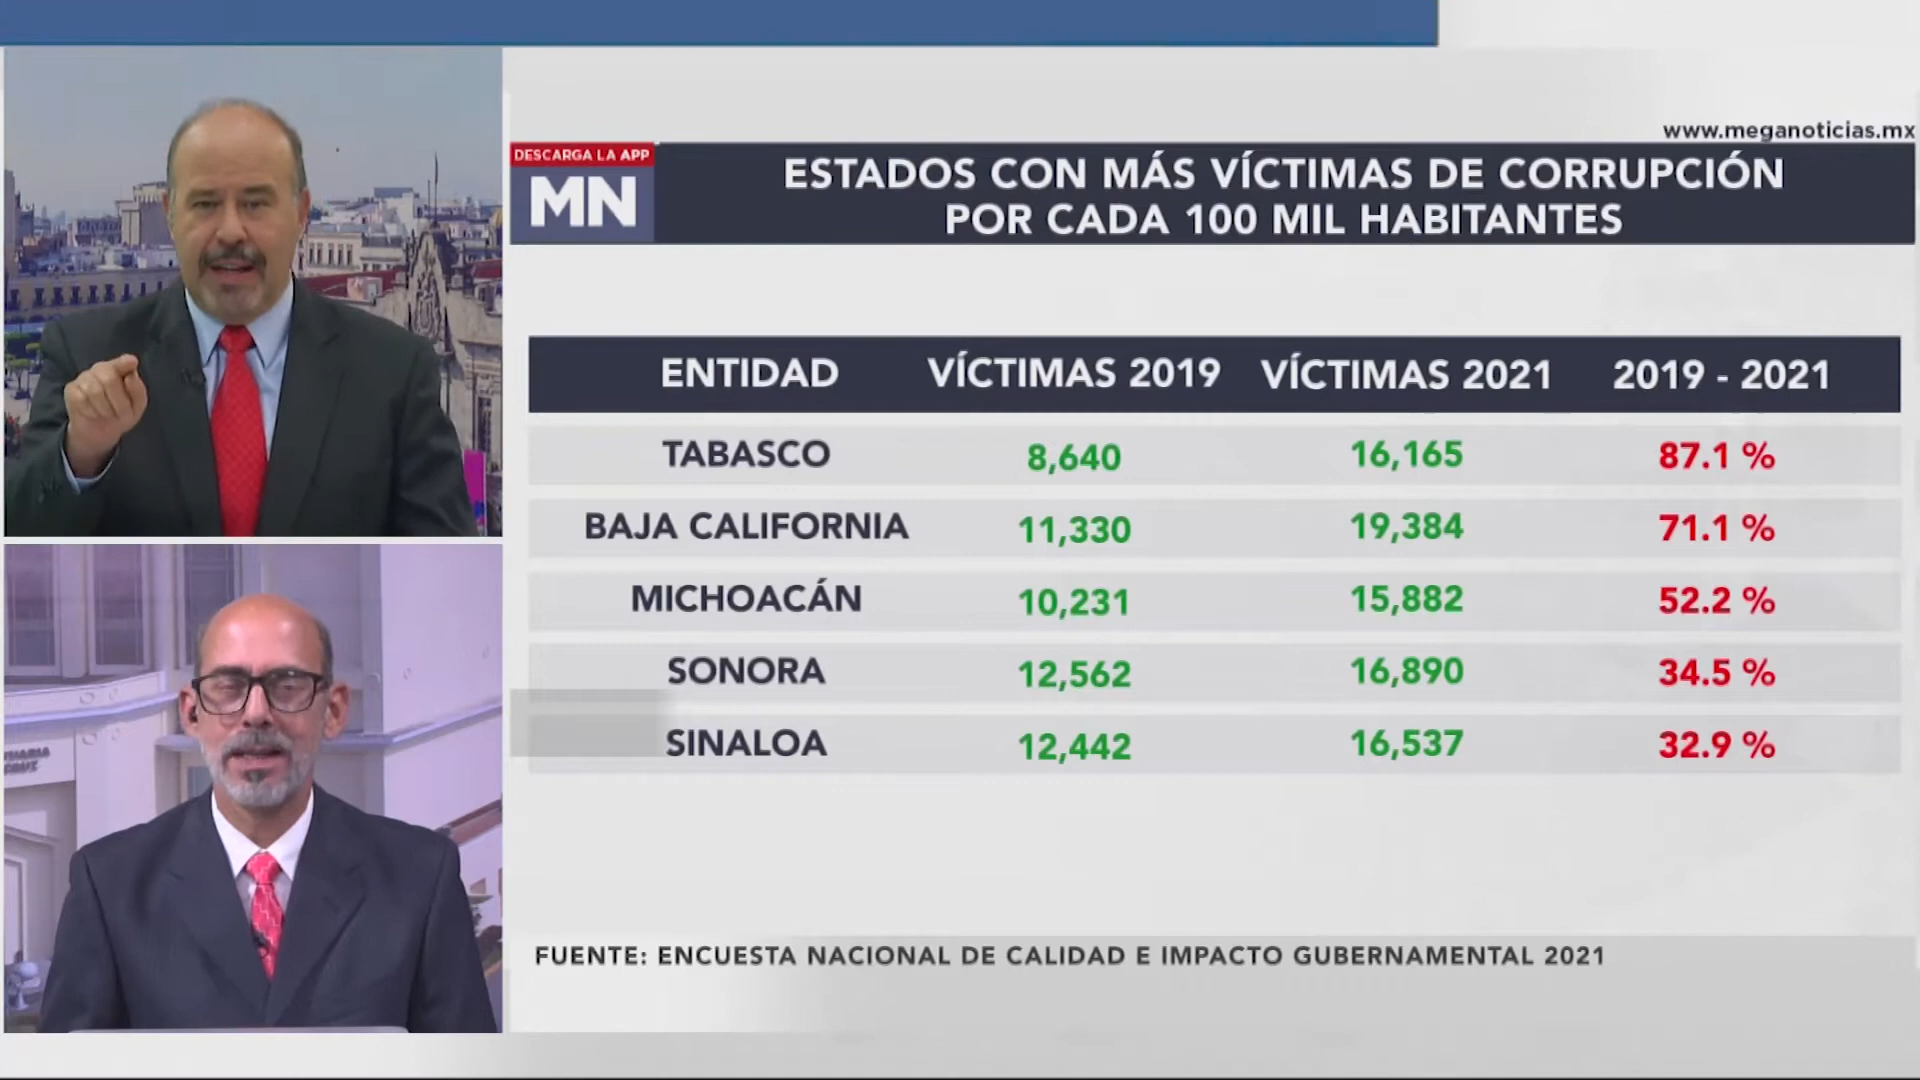 www.meganoticias.mx
DESCARGA LA APP
MN
ESTADOS CON MÁS VÍCTIMAS DE CORRUPCIÓN
POR CADA 100 MIL HABITANTES
ENTIDAD VÍCTIMAS 2019 VÍCTIMAS 2021 2019 - 2021
TABASCO 8,640 16,165 87.1 %
BAJA CALIFORNIA 11,330 19,384 71.1 %
MICHOACÁN 10,231 15,882 52.2 %
SONORA 12,562 16,890 34.5 %
SINALOA 12,442 16,537 32.9 %
FUENTE: ENCUESTA NACIONAL DE CALIDAD E IMPACTO GUBERNAMENTAL 2021